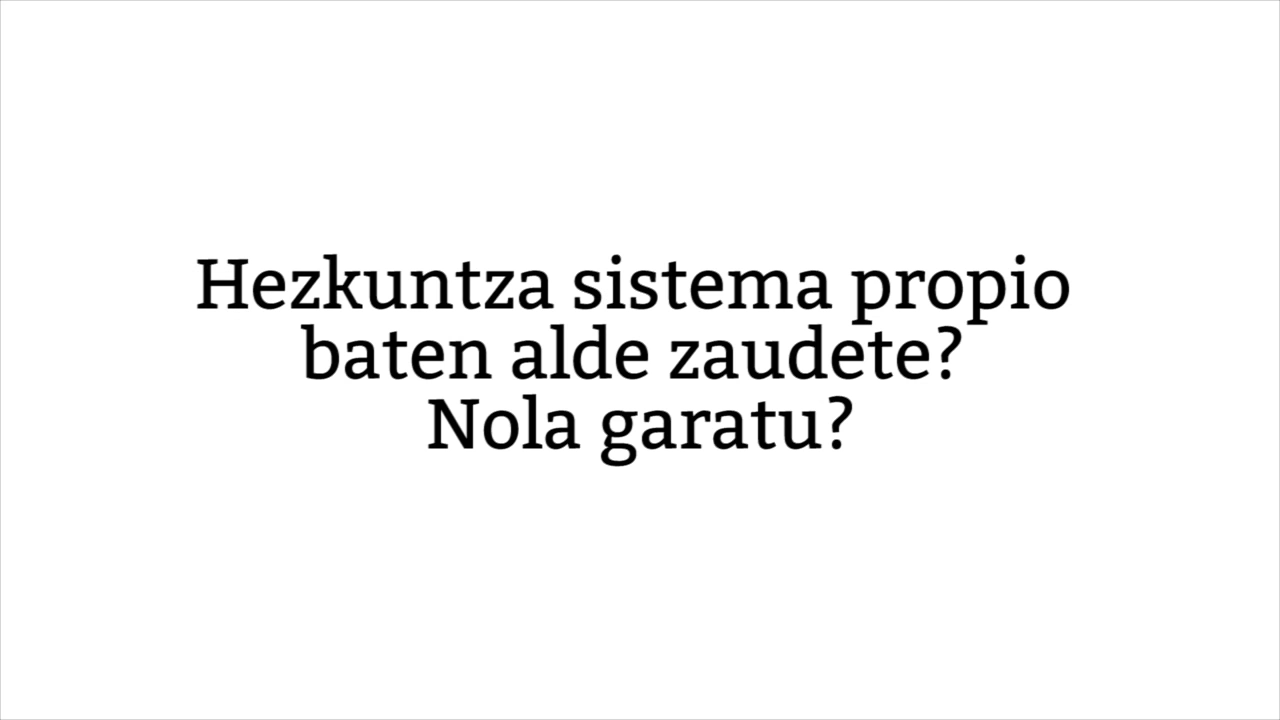 Hezkuntza sistema propio
baten alde zaudete?
Nola garatu?